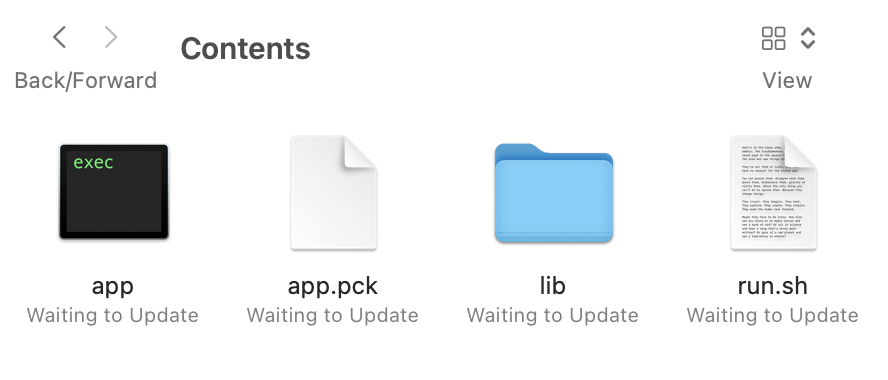 Contents
Back/Forward
View
exec
app
Waiting to Update
app.pck
Waiting to Update
lib
Waiting to Update
run.sh
Waiting to Update